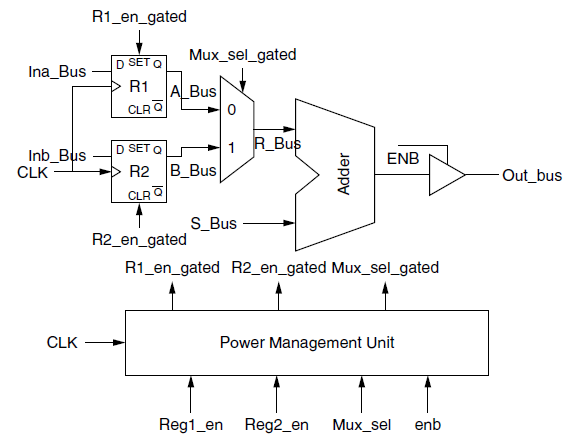 R1_en_gated
Mux_sel_gated
Ina_Bus
D SET Q
R1
CLR Q
A_Bus
0
Inb_Bus
CLK
D SET Q
R2
CLR Q
B_Bus
1
R_Bus
Adder
ENB
Out_bus
S_Bus
R2_en_gated
R1_en_gated R2_en_gated Mux_sel_gated
CLK
Power Management Unit
Reg1_en Reg2_en Mux_sel enb